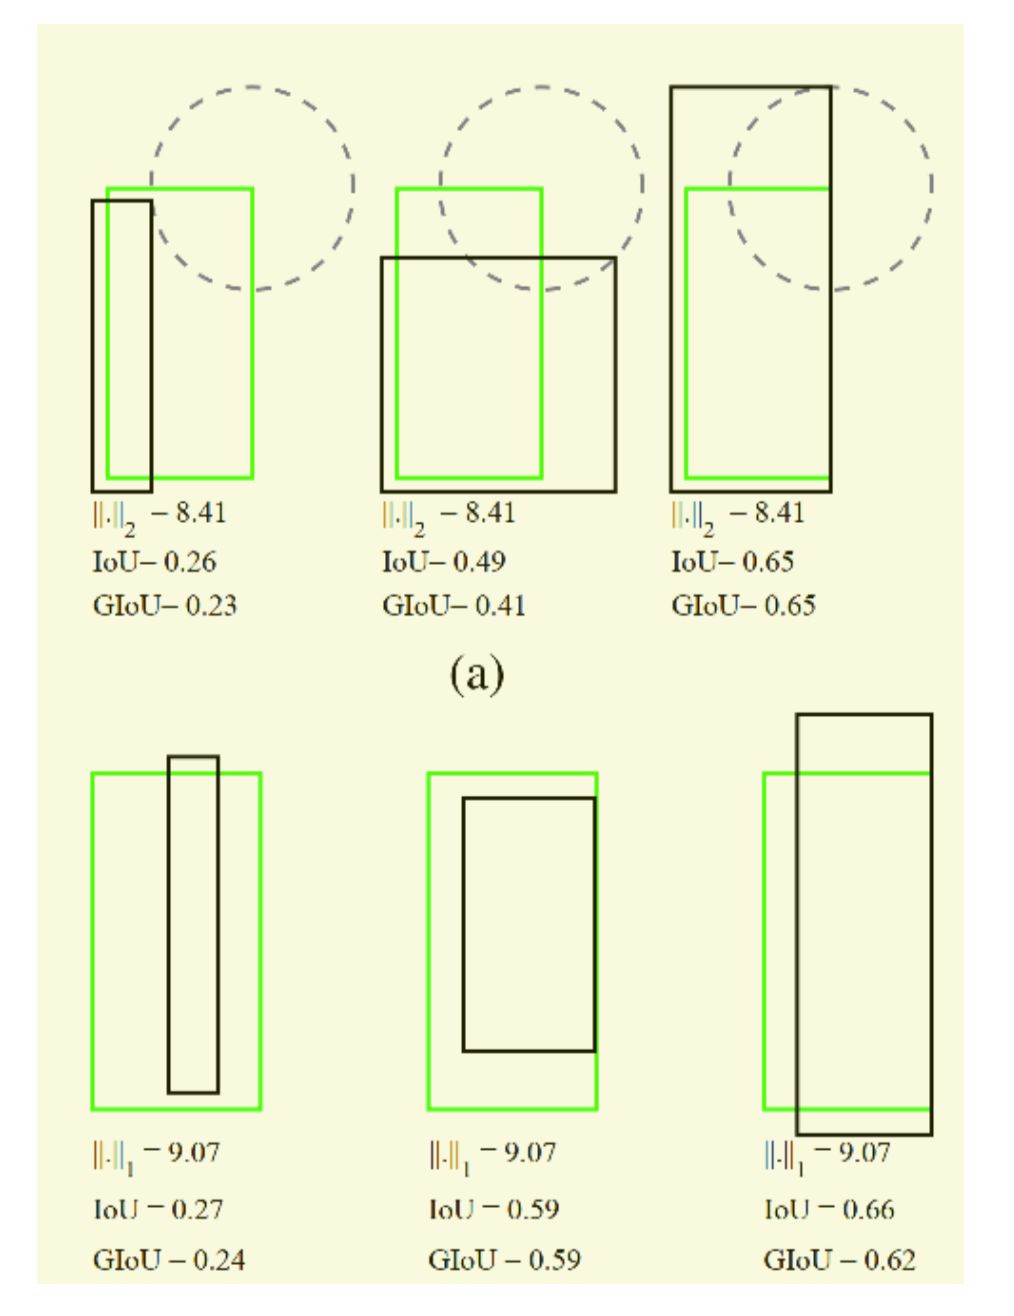 ||.||₂ – 8.41 ||.||₂ – 8.41 ||.||₂ – 8.41
IoU– 0.26 IoU– 0.49 IoU– 0.65
GIoU– 0.23 GIoU– 0.41 GIoU– 0.65
(a)
||.||₁ – 9.07 ||.||₁ – 9.07 ||.||₁ – 9.07
IoU – 0.27 IoU – 0.59 IoU – 0.66
GIoU – 0.24 GIoU – 0.59 GIoU – 0.62